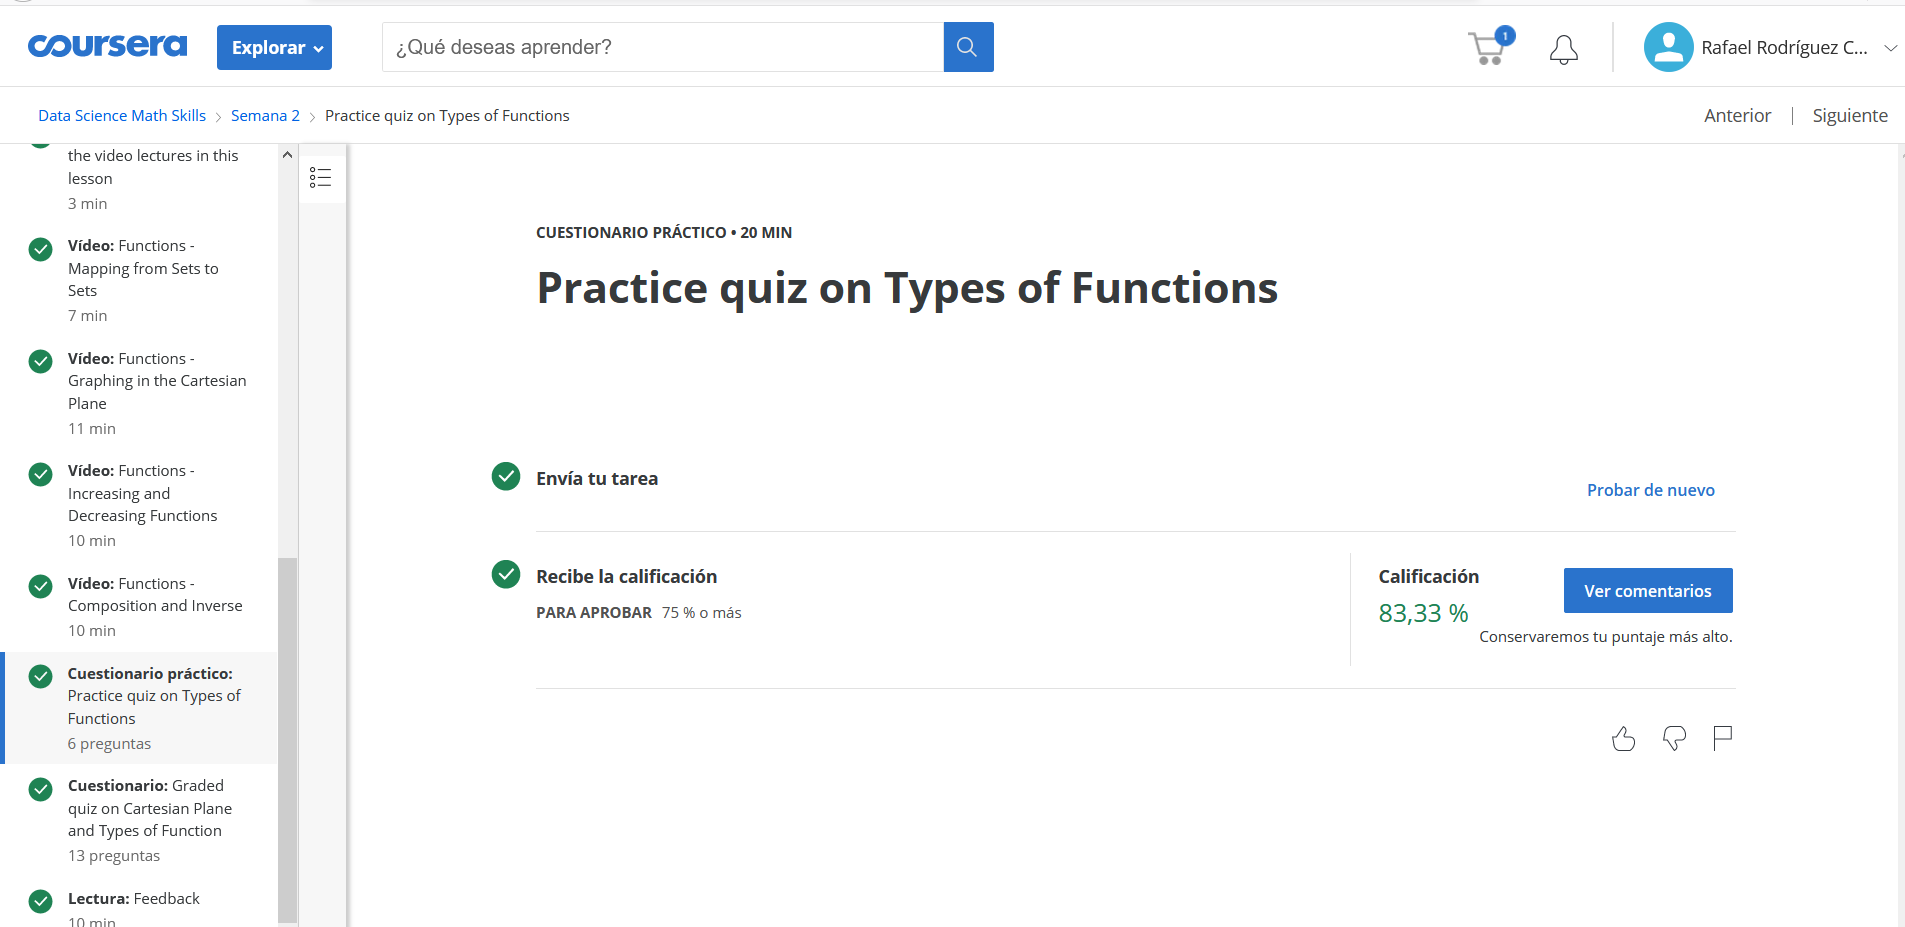 coursera
Explorar
¿Qué deseas aprender?
1
Rafael Rodríguez C...
Data Science Math Skills
Semana 2
Practice quiz on Types of Functions
Anterior
Siguiente
the video lectures in this
lesson
3 min
Vídeo: Functions -
Mapping from Sets to
Sets
7 min
Vídeo: Functions -
Graphing in the Cartesian
Plane
11 min
Vídeo: Functions -
Increasing and
Decreasing Functions
10 min
Vídeo: Functions -
Composition and Inverse
10 min
Cuestionario práctico:
Practice quiz on Types of
Functions
6 preguntas
Cuestionario: Graded
quiz on Cartesian Plane
and Types of Function
13 preguntas
Lectura: Feedback
10 min
CUESTIONARIO PRÁCTICO • 20 MIN
Practice quiz on Types of Functions
Envía tu tarea
Probar de nuevo
Recibe la calificación
PARA APROBAR 75 % o más
Calificación
83,33 %
Ver comentarios
Conservaremos tu puntaje más alto.